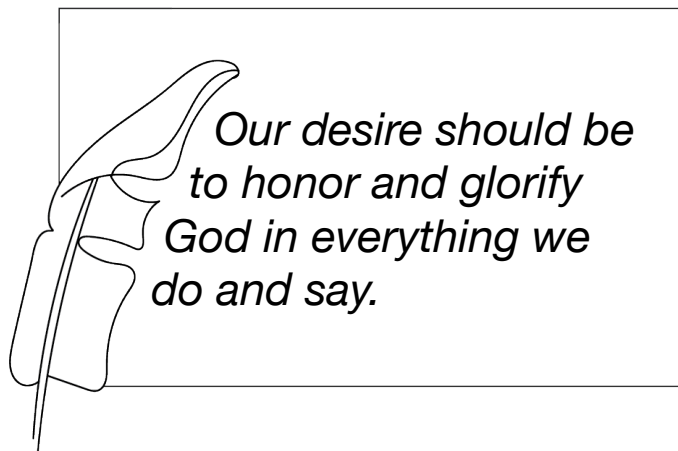 Our desire should be
to honor and glorify
God in everything we
do and say.